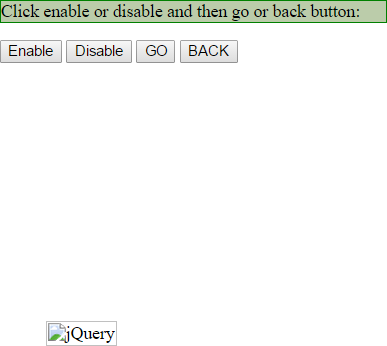 Click enable or disable and then go or back button:
Enable Disable GO BACK
jQuery